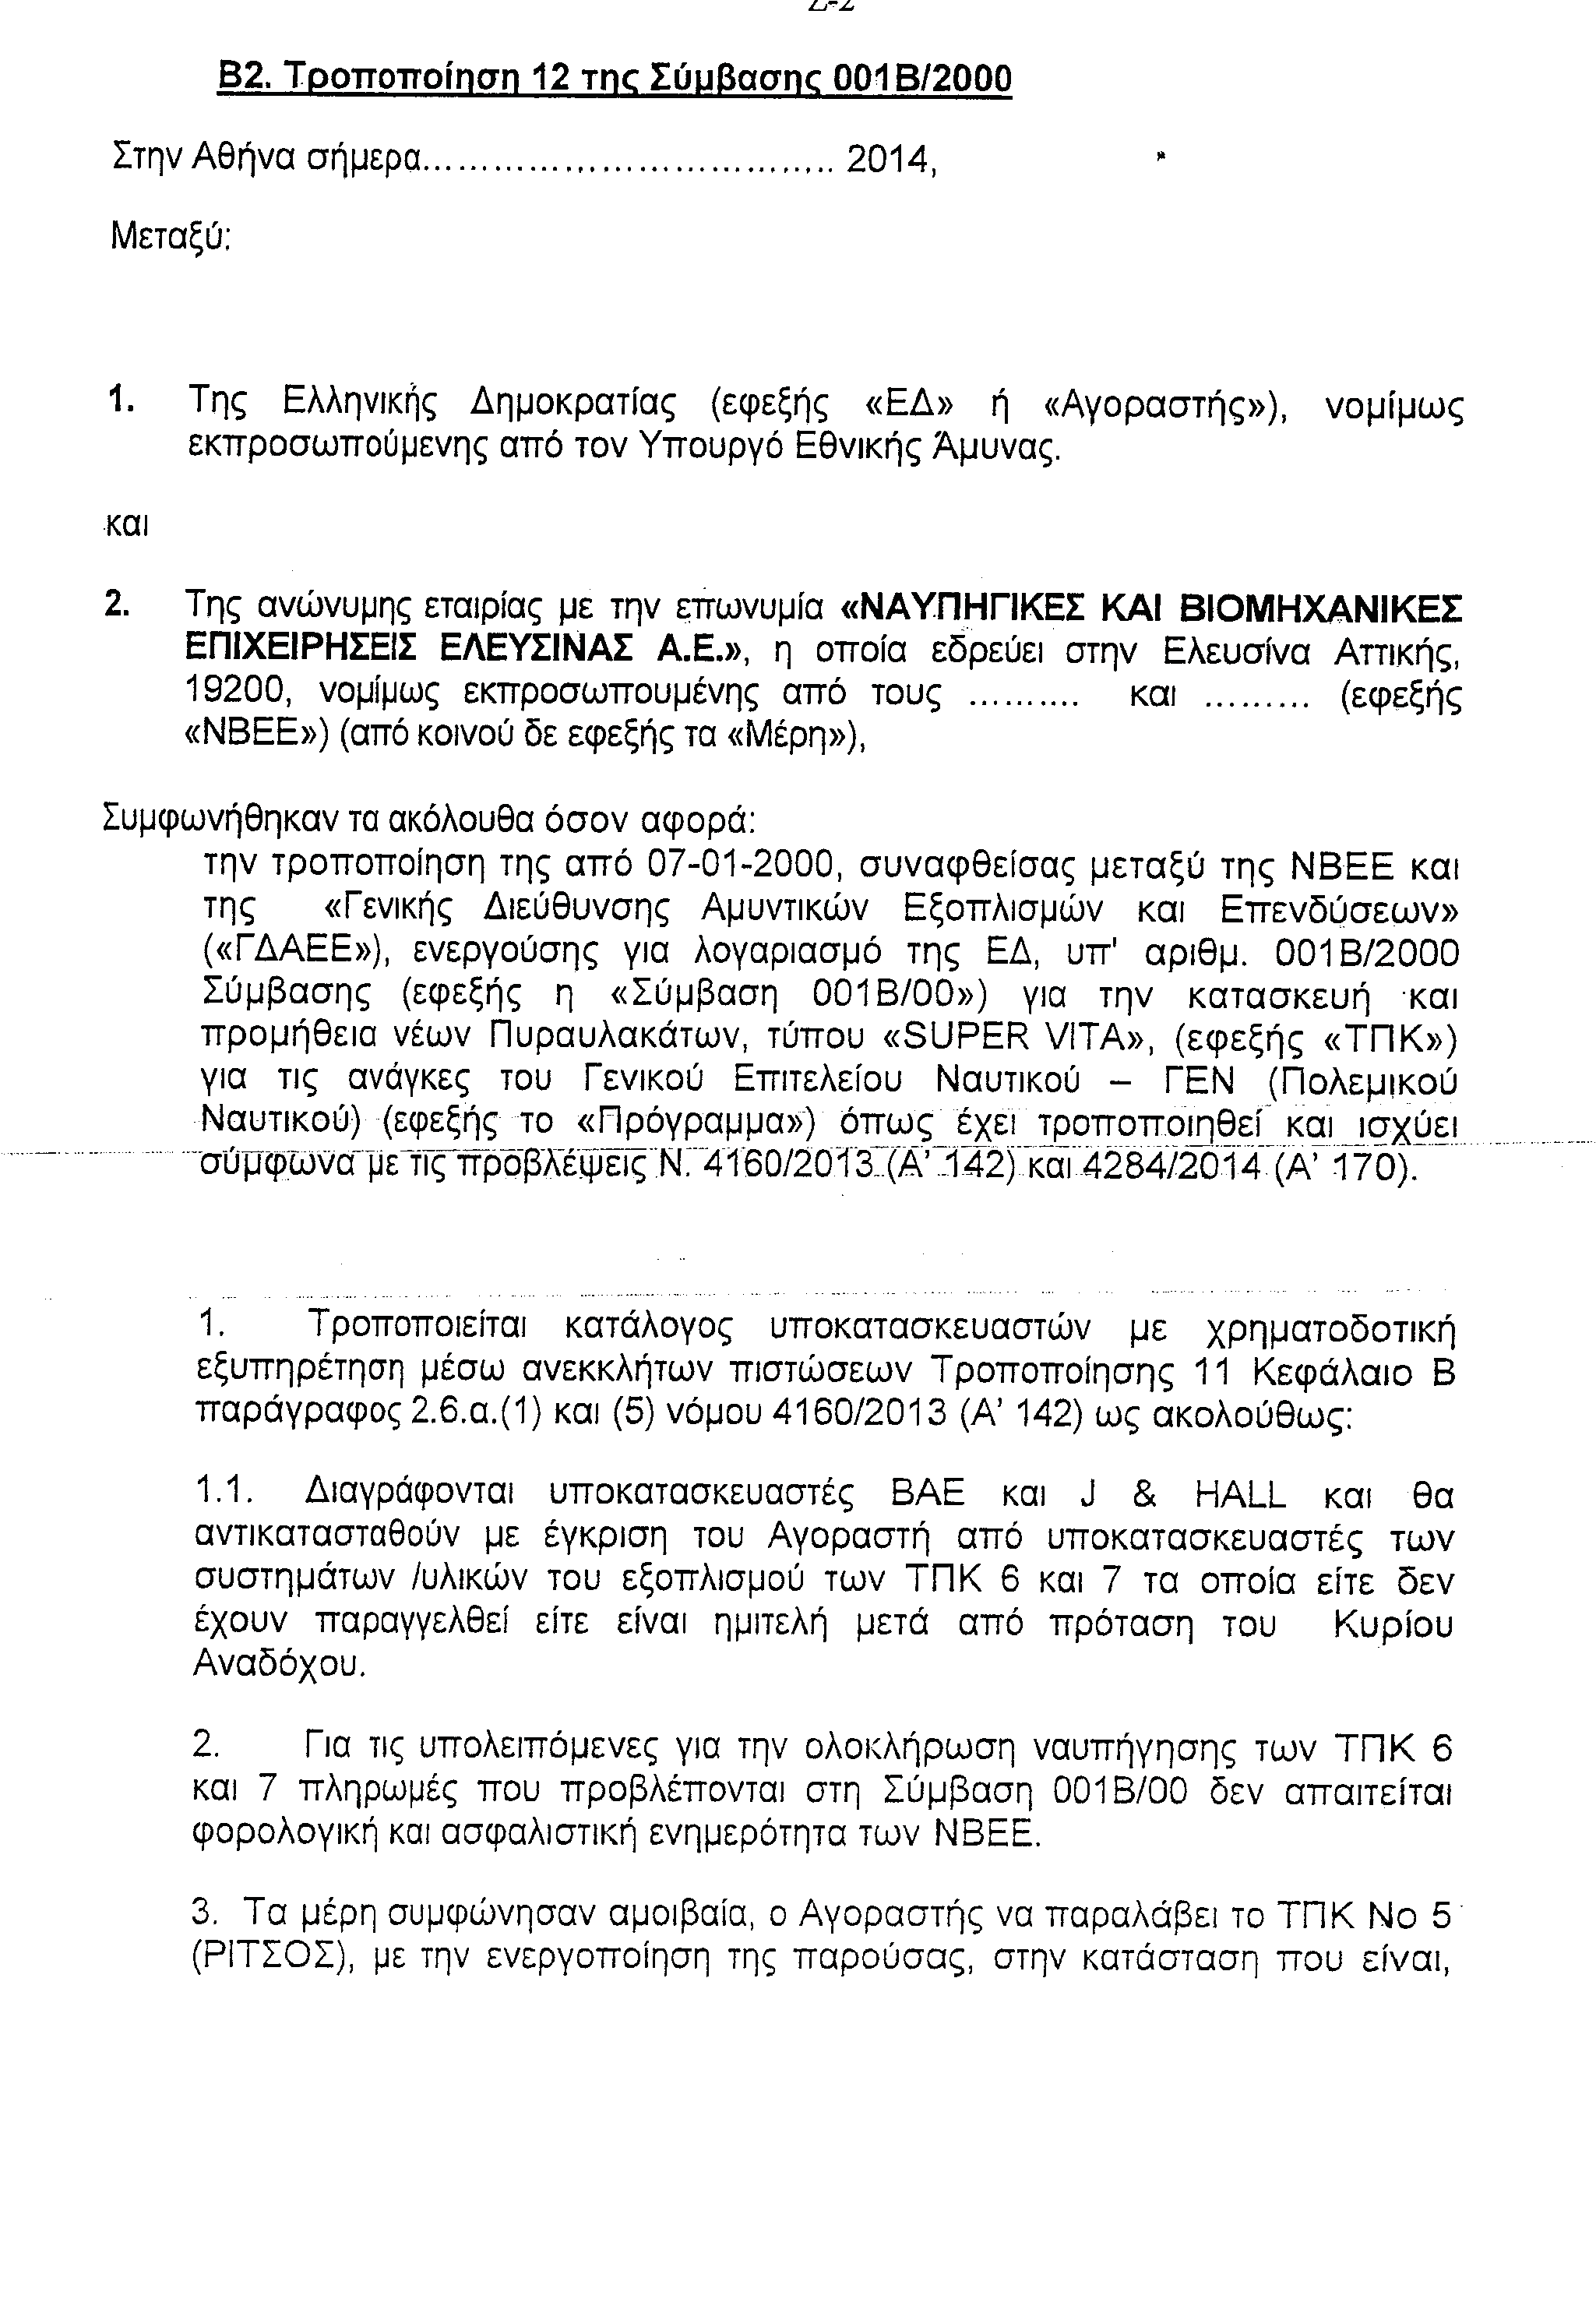 Β2. Τροποποίηση 12 της Σύμβασης 001Β/2000
Στην Αθήνα σήμερα........................................ 2014,
Μεταξύ:
1. Της Ελληνικής Δημοκρατίας (εφεξής «ΕΔ» ή «Αγοραστής»), νομίμως
εκπροσωπούμενης από τον Υπουργό Εθνικής Άμυνας.
και
2. Της ανώνυμης εταιρίας με την επωνυμία «ΝΑΥΠΗΓΙΚΕΣ ΚΑΙ ΒΙΟΜΗΧΑΝΙΚΕΣ
ΕΠΙΧΕΙΡΗΣΕΙΣ ΕΛΕΥΣΙΝΑΣ Α.Ε.», η οποία εδρεύει στην Ελευσίνα Αττικής,
19200, νομίμως εκπροσωπουμένης από τους .......... και ......... (εφεξής
«ΝΒΕΕ») (από κοινού δε εφεξής τα «Μέρη»),
Συμφωνήθηκαν τα ακόλουθα όσον αφορά:
την τροποποίηση της από 07-01-2000, συναφθείσας μεταξύ της ΝΒΕΕ και
της «Γενικής Διεύθυνσης Αμυντικών Εξοπλισμών και Επενδύσεων»
(«ΓΔΑΕΕ»), ενεργούσης για λογαριασμό της ΕΔ, υπ' αριθμ. 001Β/2000
Σύμβασης (εφεξής η «Σύμβαση 001Β/00») για την κατασκευή και
προμήθεια νέων Πυραυλακάτων, τύπου «SUPER VITA», (εφεξής «ΤΠΚ»)
για τις ανάγκες του Γενικού Επιτελείου Ναυτικού – ΓΕΝ (Πολεμικού
Ναυτικού) (εφεξής το «Πρόγραμμα») όπως έχει τροποποιηθεί και ισχύει
σύμφωνα με τις προβλέψεις Ν. 4160/2013 (Α’ 142) και 4284/2014 (Α’ 170).
1. Τροποποιείται κατάλογος υποκατασκευαστών με χρηματοδοτική
εξυπηρέτηση μέσω ανεκκλήτων πιστώσεων Τροποποίησης 11 Κεφάλαιο Β
παράγραφος 2.6.α.(1) και (5) νόμου 4160/2013 (Α’ 142) ως ακολούθως:
1.1. Διαγράφονται υποκατασκευαστές BAE και J & HALL και θα
αντικατασταθούν με έγκριση του Αγοραστή από υποκατασκευαστές των
συστημάτων /υλικών του εξοπλισμού των ΤΠΚ 6 και 7 τα οποία είτε δεν
έχουν παραγγελθεί είτε είναι ημιτελή μετά από πρόταση του Κυρίου
Αναδόχου.
2. Για τις υπολειπόμενες για την ολοκλήρωση ναυπήγησης των ΤΠΚ 6
και 7 πληρωμές που προβλέπονται στη Σύμβαση 001Β/00 δεν απαιτείται
φορολογική και ασφαλιστική ενημερότητα των ΝΒΕΕ.
3. Τα μέρη συμφώνησαν αμοιβαία, ο Αγοραστής να παραλάβει το ΤΠΚ Νο 5
(ΡΙΤΣΟΣ), με την ενεργοποίηση της παρούσας, στην κατάσταση που είναι,